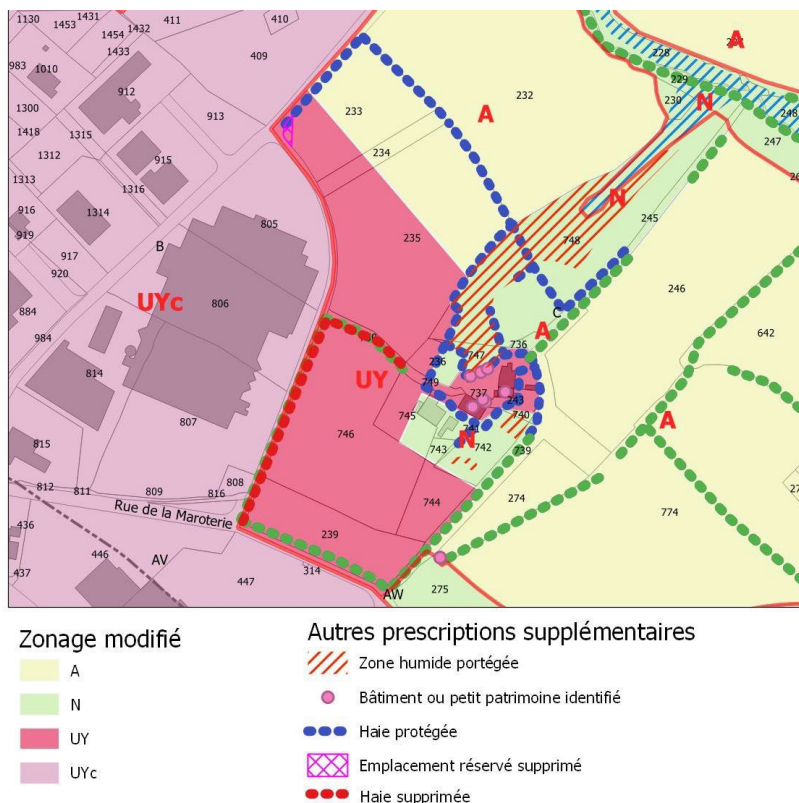 1130
1453
1431
1454
1432
1433
411
410
409
983
1010
912
1300
913
1418
1315
915
1312
1313
1316
916
1314
919
917
920
B
805
884
984
UYc
806
814
807
815
812
811
809
816
808
Rue de la Maroterie
436
437
446
AV
447
314
239
AW
275
233
234
235
232
A
A
228
229
230
N
248
247
N
245
748
246
C
A
642
736
747
236
749
UY
737
243
740
745
741
746
N
742
743
739
744
274
774
A
Zonage modifié
A
N
UY
UYc
Autres prescriptions supplémentaires
Zone humide portégée
Bâtiment ou petit patrimoine identifié
Haie protégée
Emplacement réservé supprimé
Haie supprimée